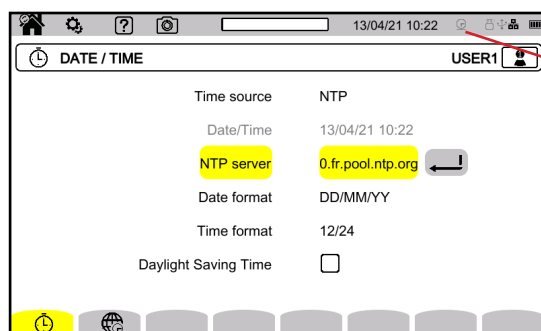 13/04/21 10:22
DATE / TIME USER1
Time source NTP
Date/Time 13/04/21 10:22
NTP server 0.fr.pool.ntp.org
Date format DD/MM/YY
Time format 12/24
Daylight Saving Time